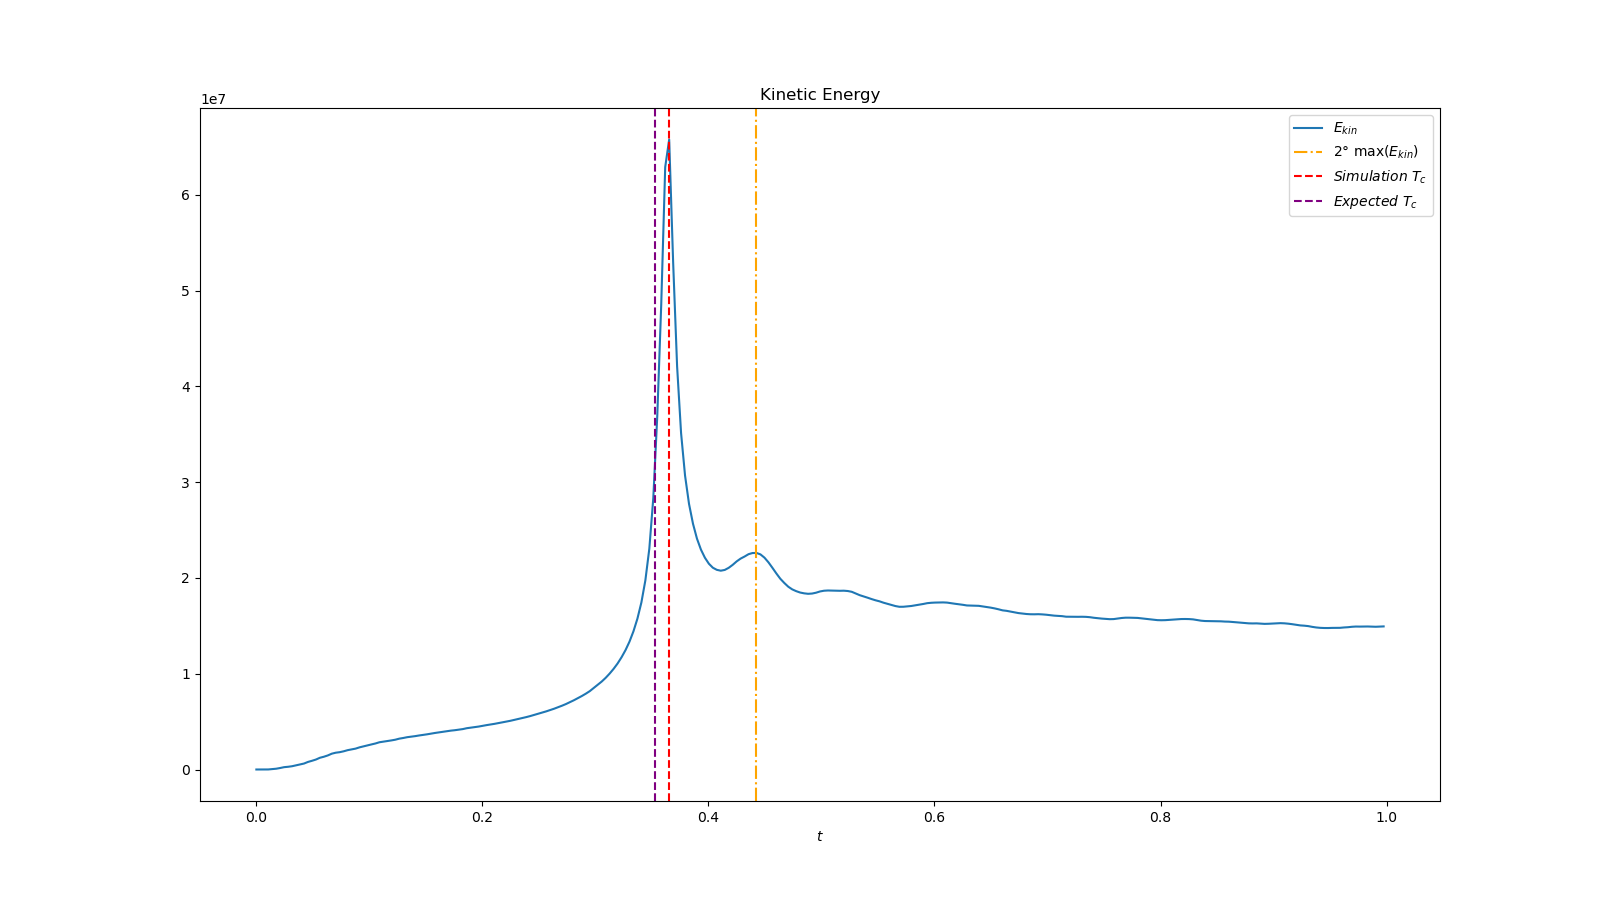 Kinetic Energy
1e7
E_kin
2° max(E_kin)
Simulation T_c
Expected T_c
6
5
4
3
2
1
0
0.0 0.2 0.4 0.6 0.8 1.0
t